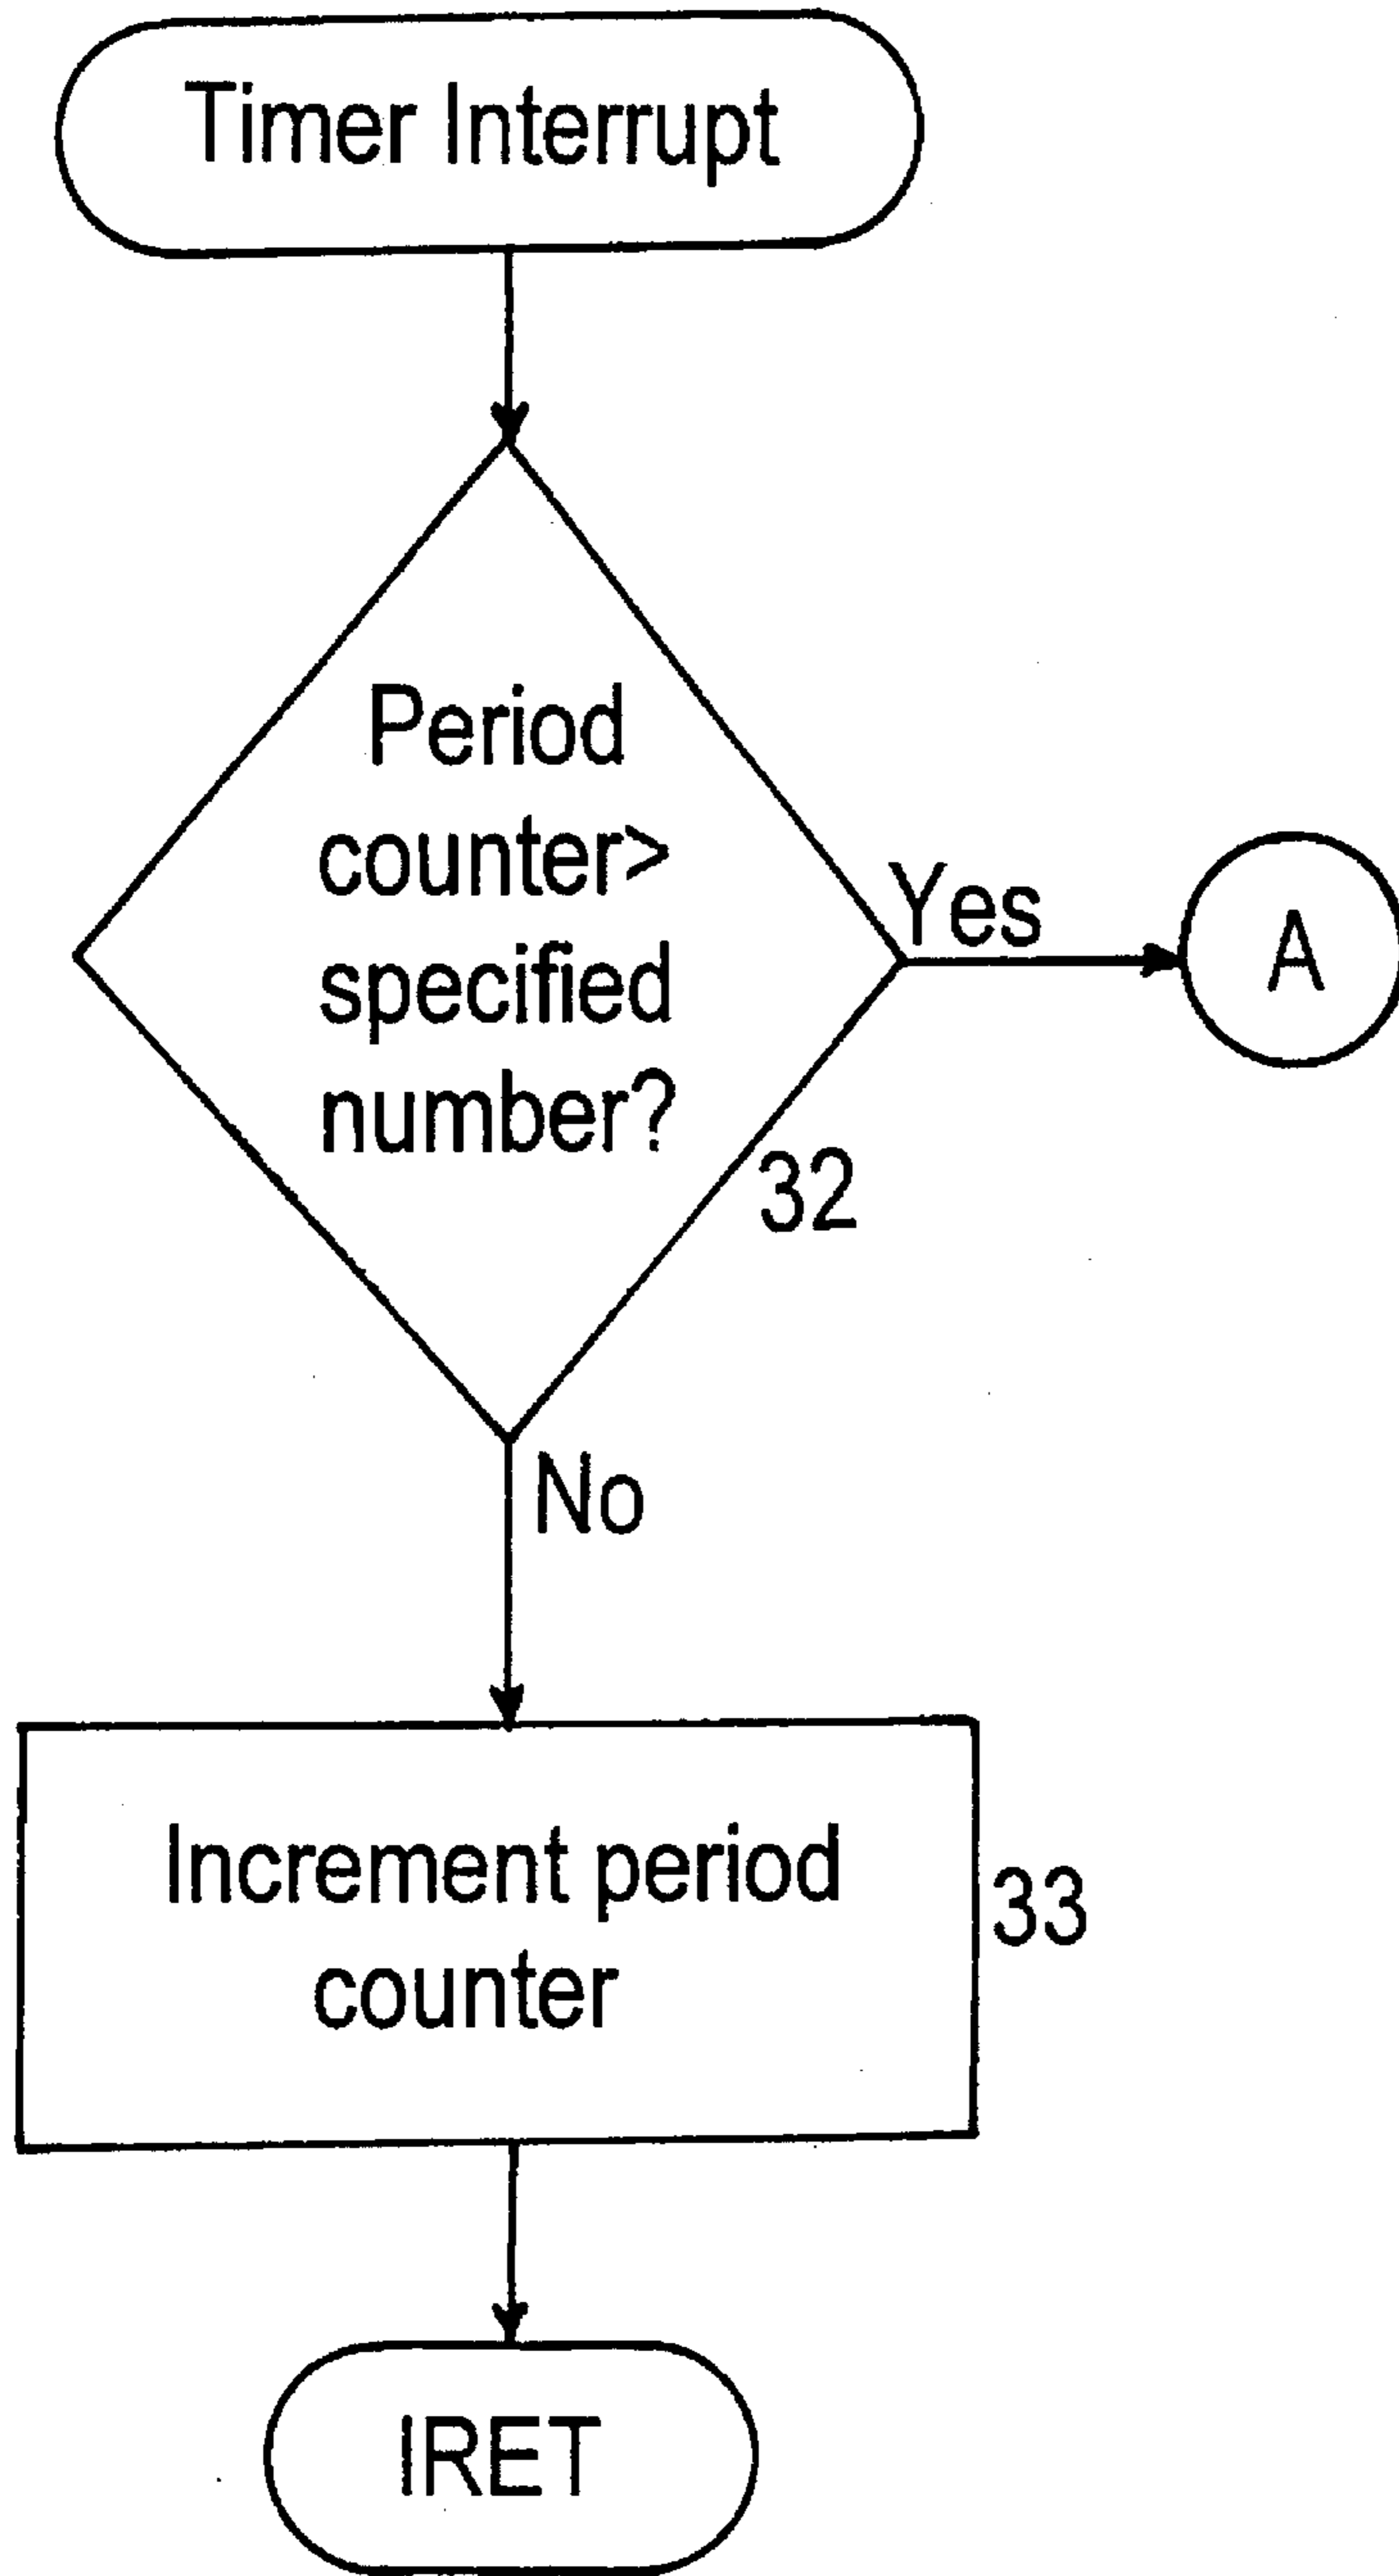 Timer Interrupt
Period
counter>
specified
number?
Yes
A
32
No
Increment period
counter
33
IRET